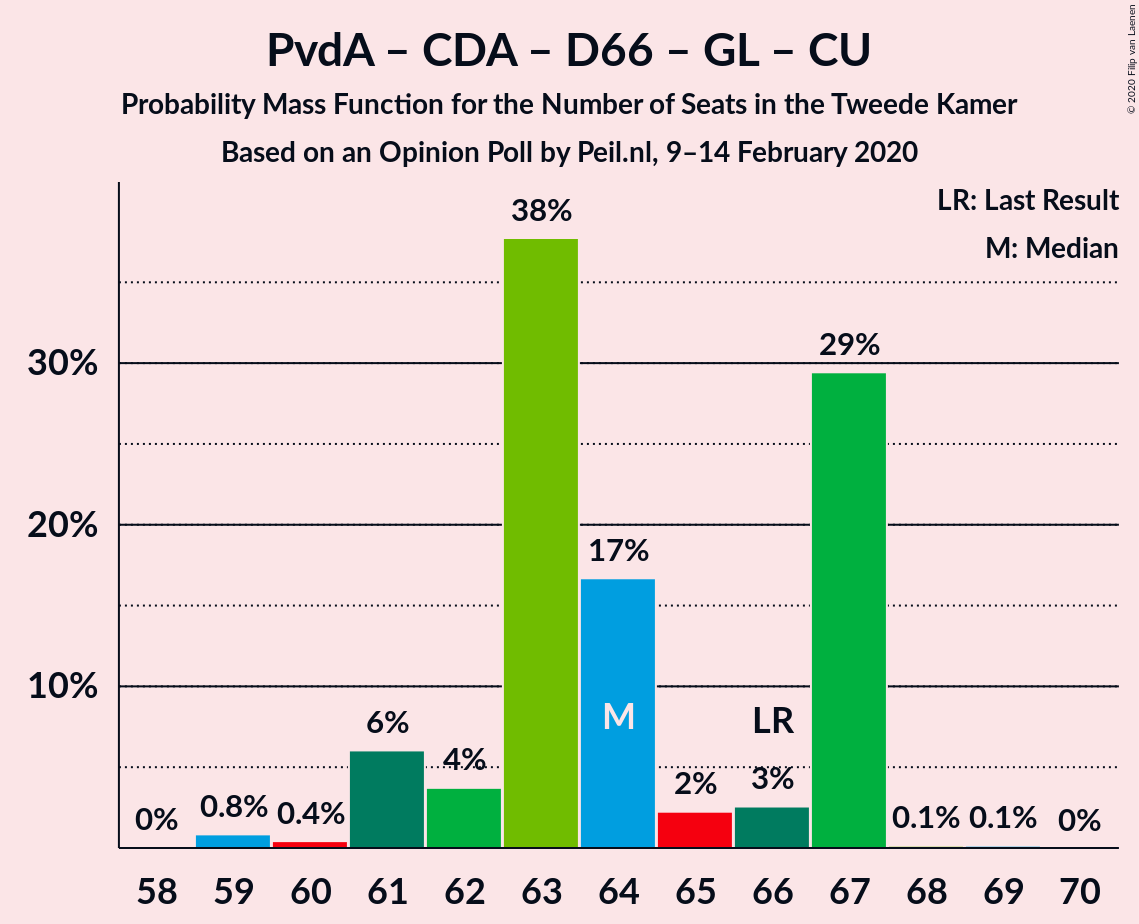 PvdA – CDA – D66 – GL – CU
Probability Mass Function for the Number of Seats in the Tweede Kamer
Based on an Opinion Poll by Peil.nl, 9–14 February 2020
© 2020 Filip van Laenen
LR: Last Result
M: Median
38%
29%
30%
17%
20%
10%
M
LR
6%
4%
2%
3%
0%
0.8%
0.4%
0.1%
0.1%
0%
58 59 60 61 62 63 64 65 66 67 68 69 70